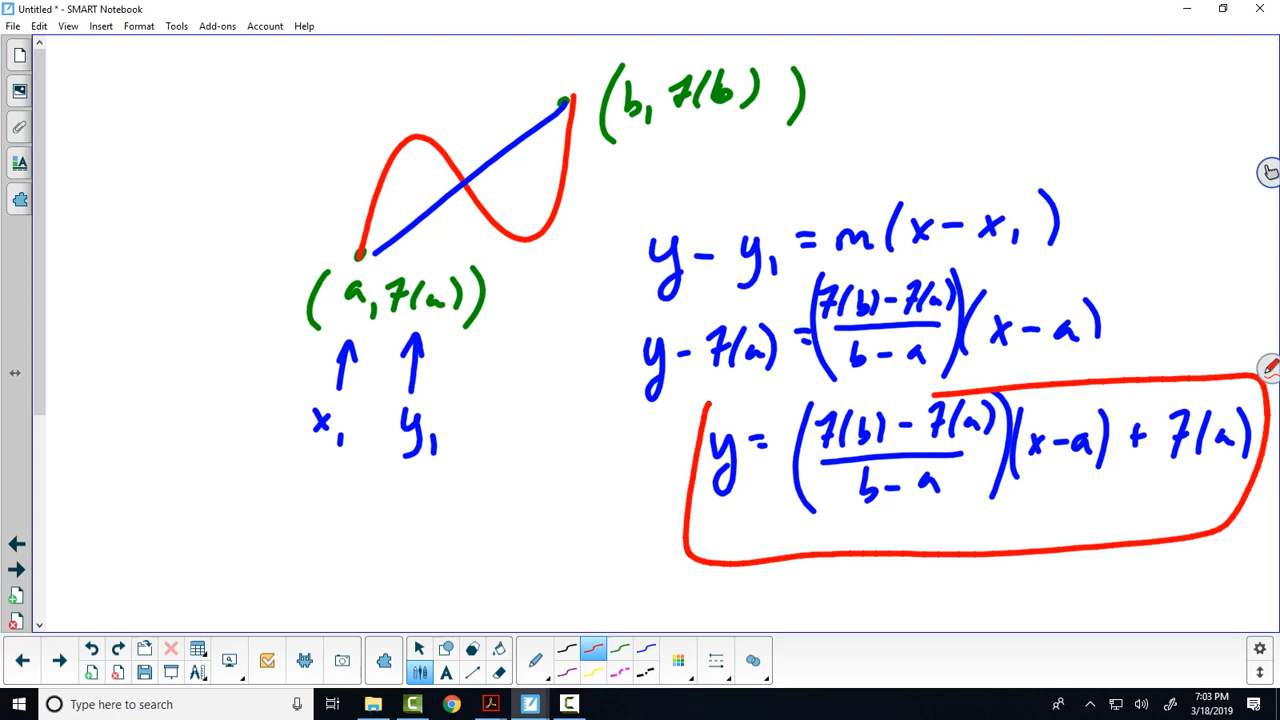 Untitled * - SMART Notebook
File Edit View Insert Format Tools Add-ons Account Help
(b, f(b) )
y - y₁ = m(x - x₁)
(a, f(a))
y - f(a) = ((f(b) - f(a))/(b - a))(x - a)
x₁ y₁
y = ((f(b) - f(a))/(b - a))(x-a) + f(a)
Type here to search
7:03 PM
3/18/2019